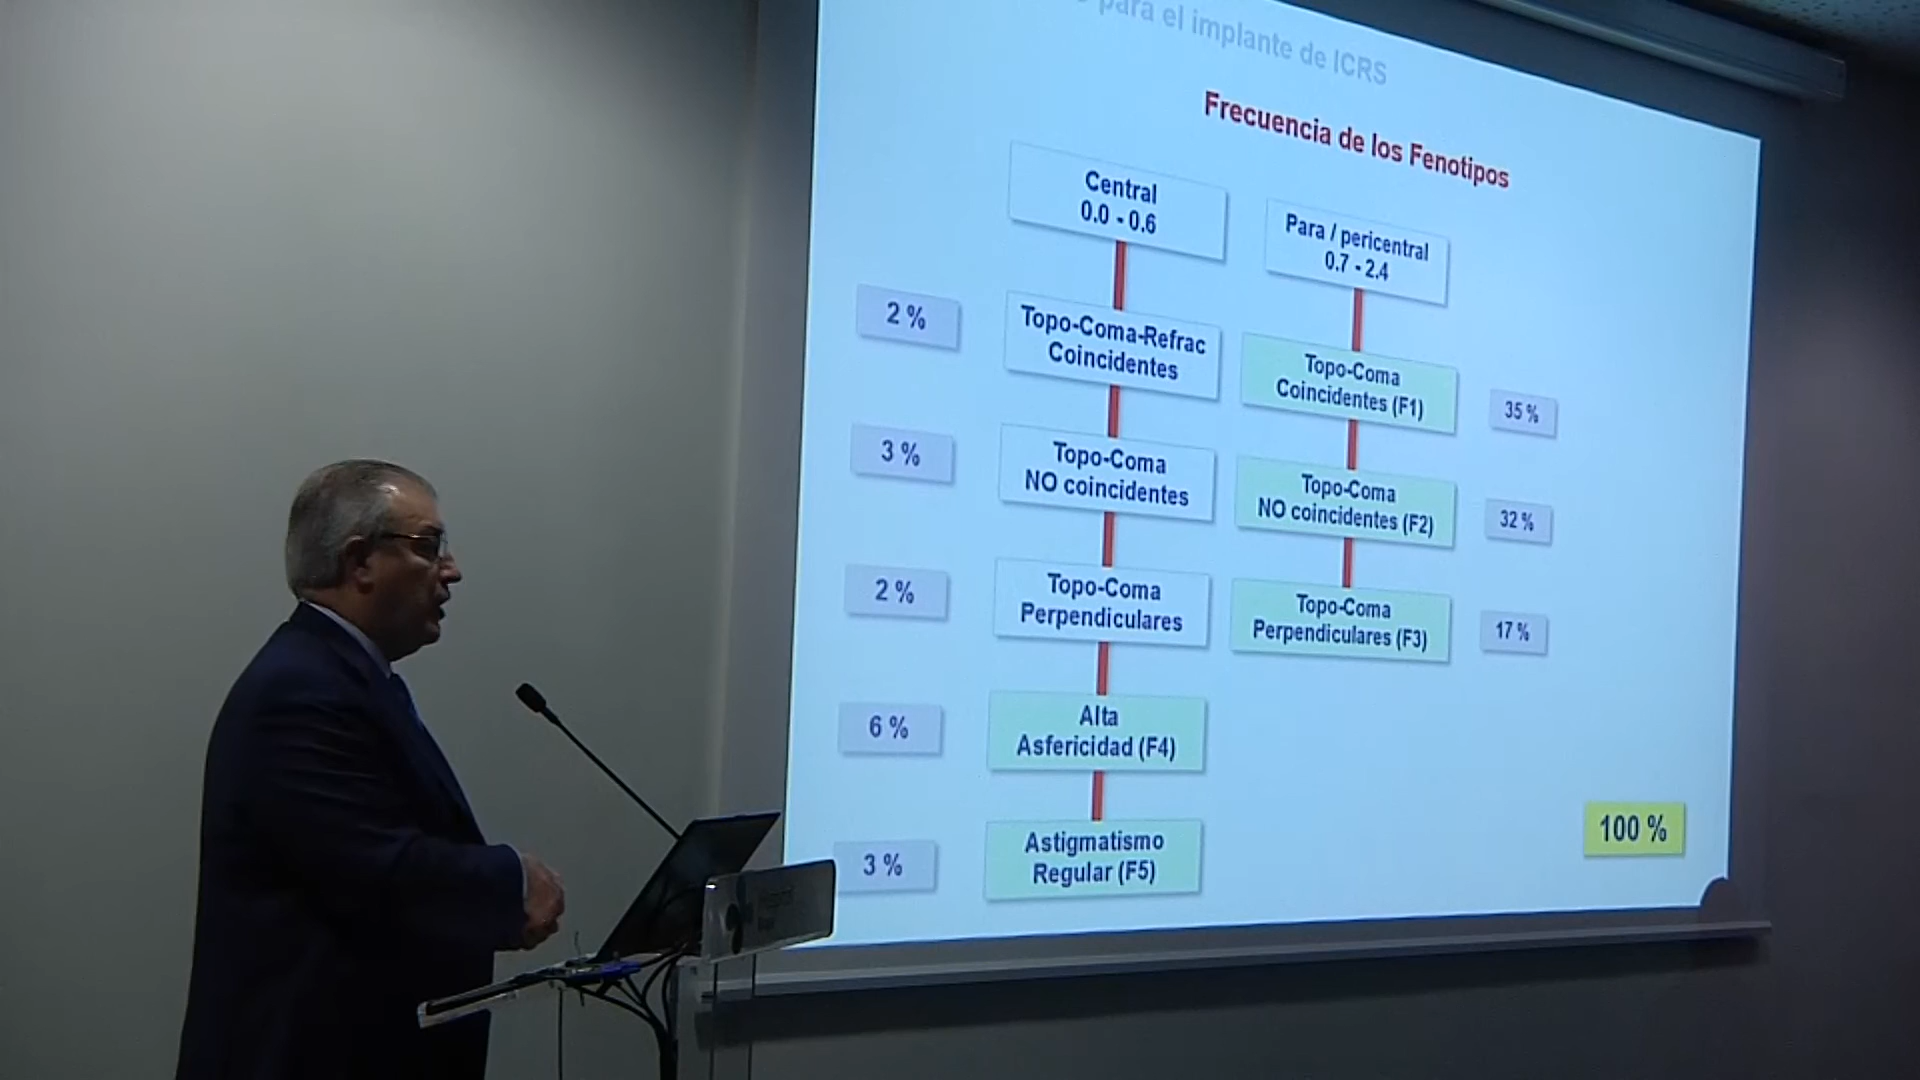 para el implante de ICRS
Frecuencia de los Fenotipos
Central
0.0 - 0.6
Para / pericentral
0.7 - 2.4
2 %
Topo-Coma-Refrac
Coincidentes
Topo-Coma
Coincidentes (F1)
35 %
3 %
Topo-Coma
NO coincidentes
Topo-Coma
NO coincidentes (F2)
32 %
2 %
Topo-Coma
Perpendiculares
Topo-Coma
Perpendiculares (F3)
17 %
6 %
Alta
Asfericidad (F4)
3 %
Astigmatismo
Regular (F5)
100 %